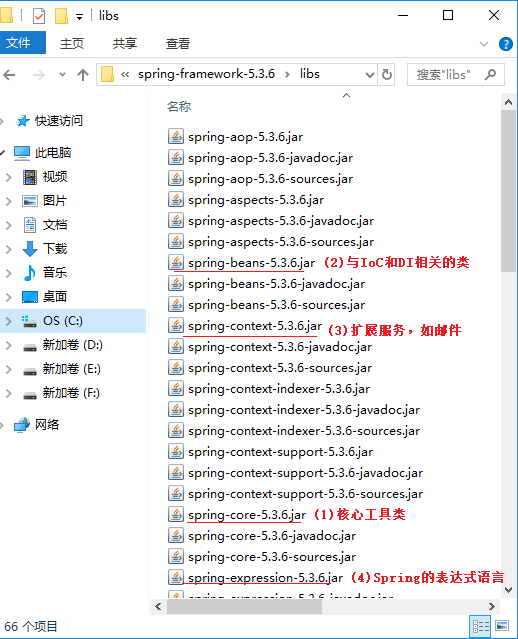 libs
文件
主页
共享
查看
« spring-framework-5.3.6 › libs
搜索"libs"
名称
快速访问
此电脑
视频
图片
文档
下载
音乐
桌面
OS (C:)
新加卷 (D:)
新加卷 (E:)
新加卷 (F:)
网络
spring-aop-5.3.6.jar
spring-aop-5.3.6-javadoc.jar
spring-aop-5.3.6-sources.jar
spring-aspects-5.3.6.jar
spring-aspects-5.3.6-javadoc.jar
spring-aspects-5.3.6-sources.jar
spring-beans-5.3.6.jar (2)与IoC和DI相关的类
spring-beans-5.3.6-javadoc.jar
spring-beans-5.3.6-sources.jar
spring-context-5.3.6.jar (3)扩展服务，如邮件
spring-context-5.3.6-javadoc.jar
spring-context-5.3.6-sources.jar
spring-context-indexer-5.3.6.jar
spring-context-indexer-5.3.6-javadoc.jar
spring-context-indexer-5.3.6-sources.jar
spring-context-support-5.3.6.jar
spring-context-support-5.3.6-javadoc.jar
spring-context-support-5.3.6-sources.jar
spring-core-5.3.6.jar (1)核心工具类
spring-core-5.3.6-javadoc.jar
spring-core-5.3.6-sources.jar
spring-expression-5.3.6.jar (4)Spring的表达式语言
spring-expression-5.3.6-javadoc.jar
66 个项目